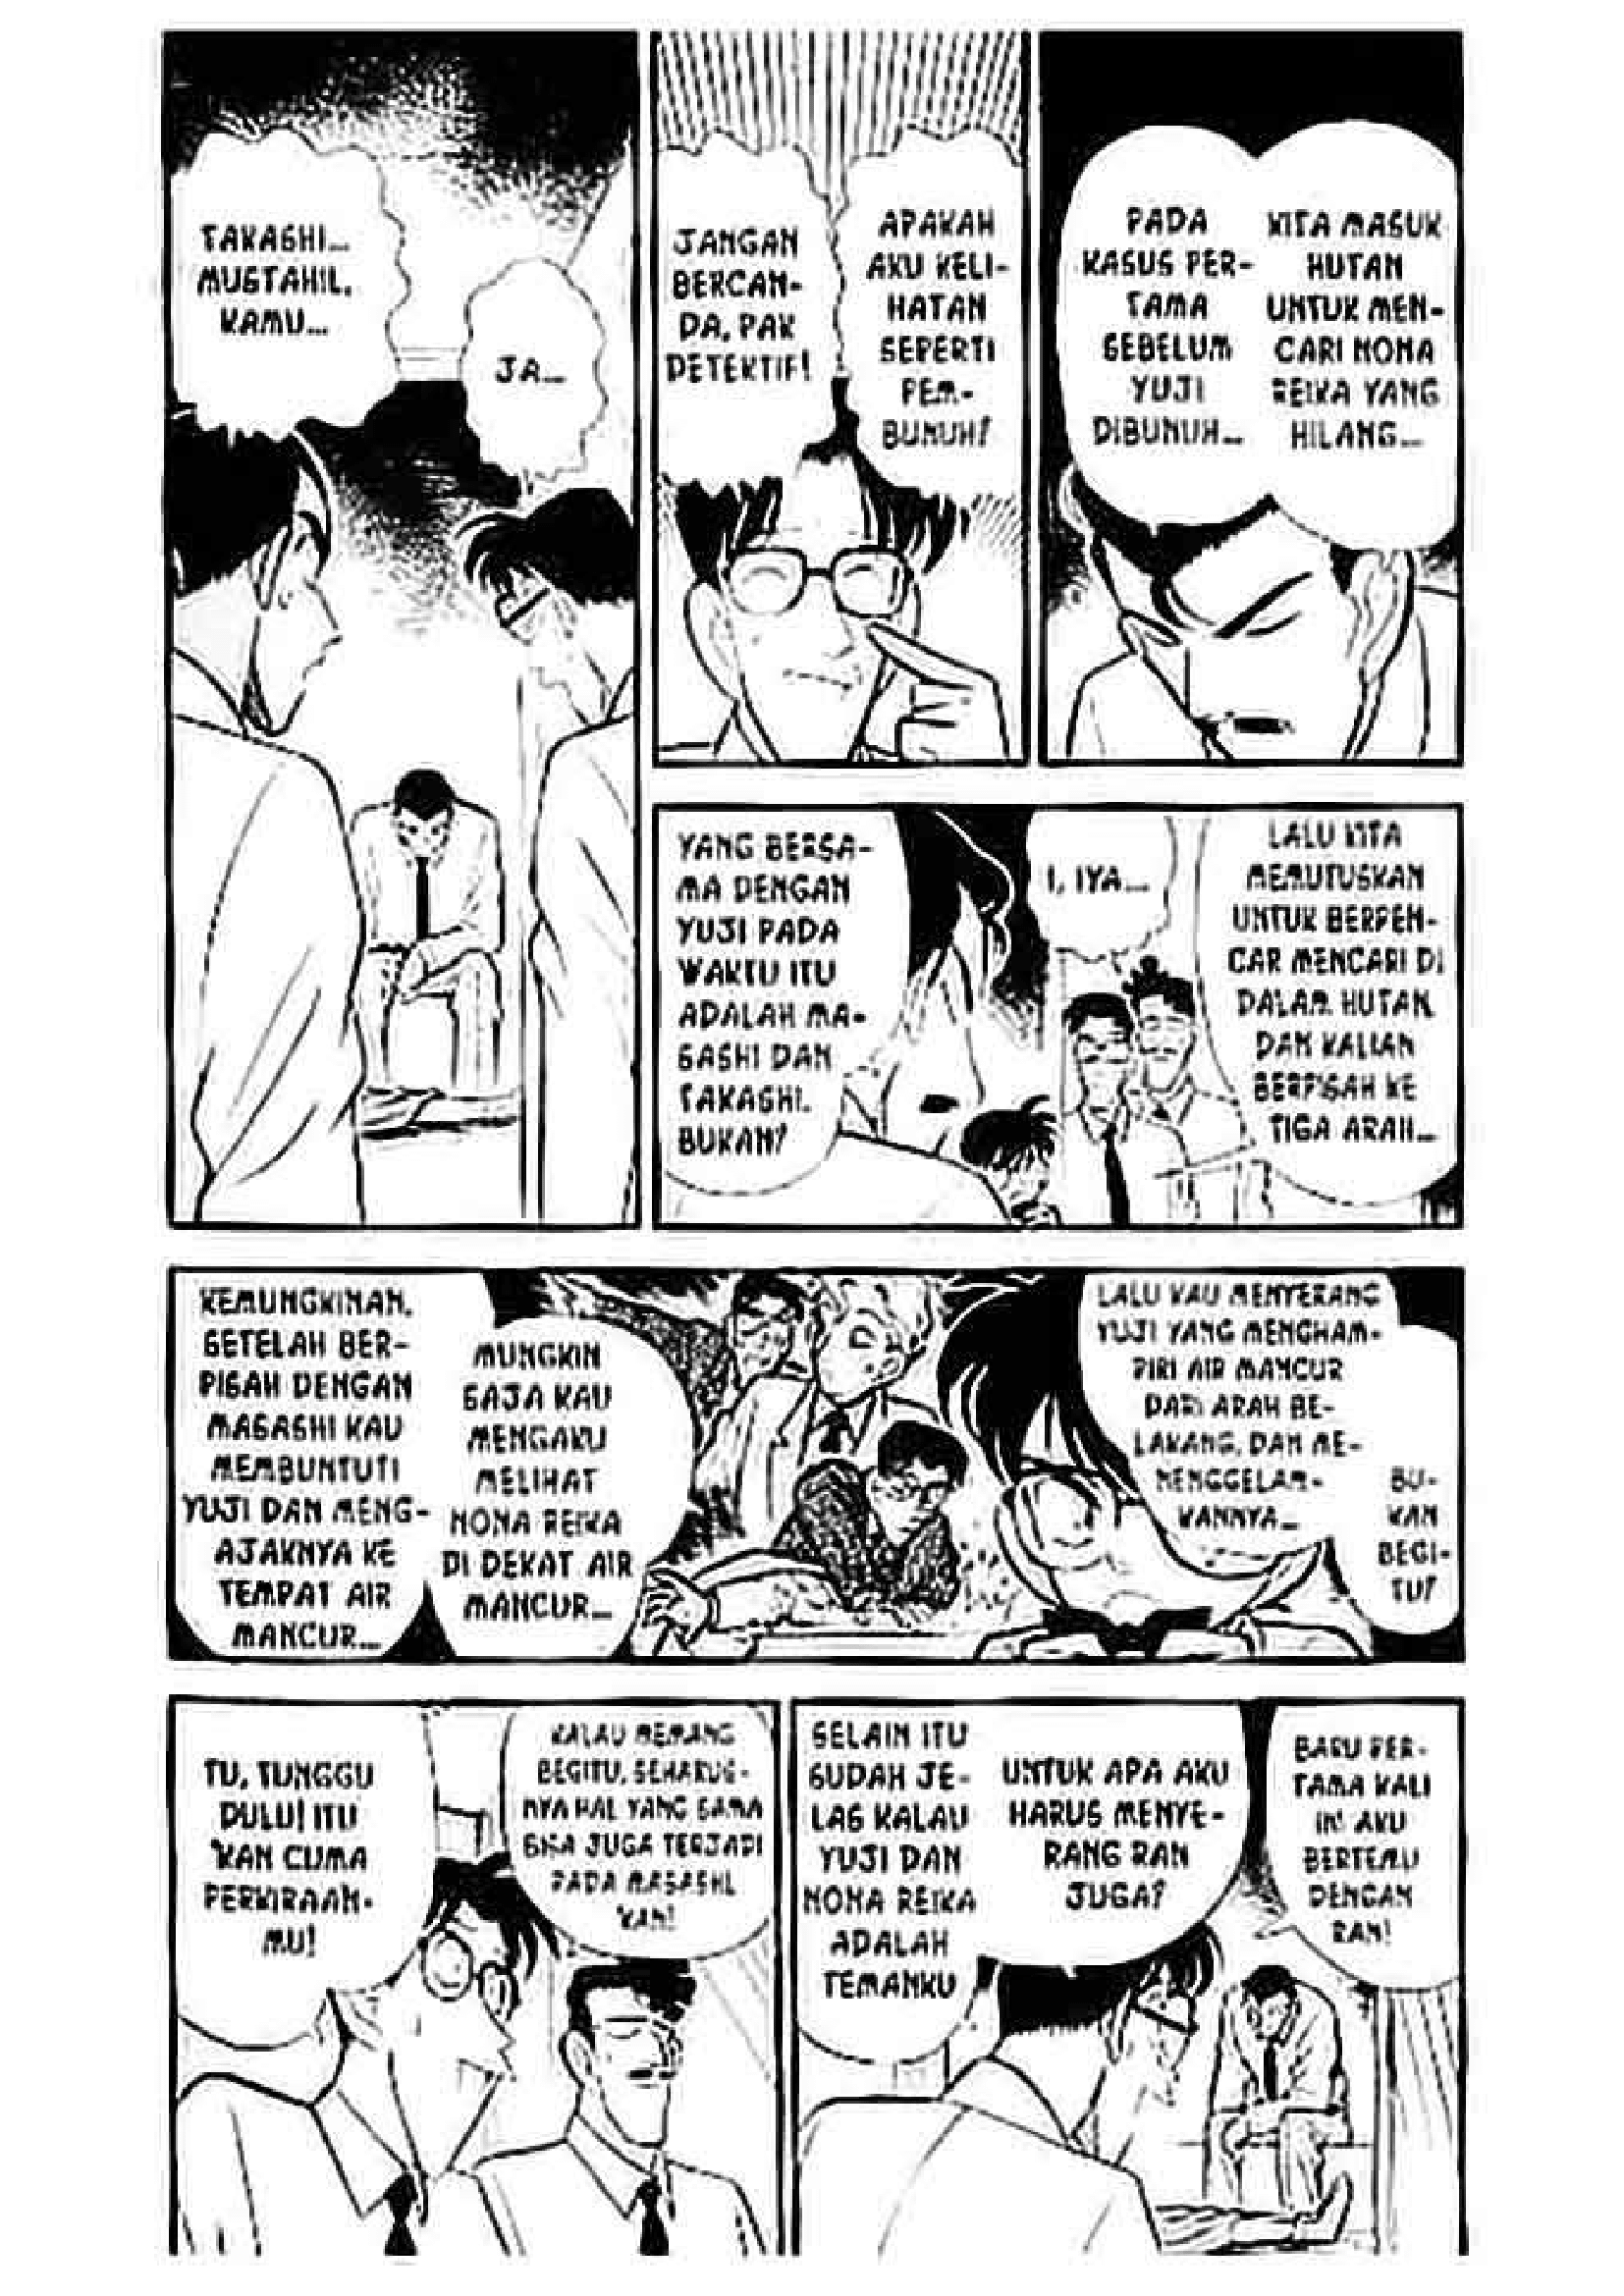 TAKASHI...
MUSTAHIL,
KAMU...
JA...
JANGAN
BERCAN-
DA, PAK
DETEKTIF!
APAKAH
AKU KELI-
HATAN
SEPERTI
PEM-
BUNUH?
PADA
KASUS PER-
TAMA
SEBELUM
YUJI
DIBUNUH...
KITA MASUK
HUTAN
UNTUK MEN-
CARI NONA
REIKA YANG
HILANG...
YANG BERSA-
MA DENGAN
YUJI PADA
WAKTU ITU
ADALAH MA-
SASHI DAN
TAKASHI,
BUKAN?
I, IYA...
LALU KITA
MEMUTUSKAN
UNTUK BERPEN-
CAR MENCARI DI
DALAM HUTAN
DAN KALIAN
BERPISAH KE
TIGA ARAH...
KEMUNGKINAN,
SETELAH BER-
PISAH DENGAN
MASASHI KAU
MEMBUNTUTI
YUJI DAN MENG-
AJAKNYA KE
TEMPAT AIR
MANCUR...
MUNGKIN
SAJA KAU
MENGAKU
MELIHAT
NONA REIKA
DI DEKAT AIR
MANCUR...
LALU KAU MENYERANG
YUJI YANG MENGHAM-
PIRI AIR MANCUR
DARI ARAH BE-
LAKANG, DAN ME-
NENGGELAM-
KANNYA...
BU-
KAN
BEGI-
TU?
TU, TUNGGU
DULU! ITU
'KAN CUMA
PERKIRAAN-
MU!
KALAU MEMANG
BEGITU, SEHARUS-
NYA HAL YANG SAMA
BISA JUGA TERJADI
PADA MASASHI,
'KAN!
SELAIN ITU
SUDAH JE-
LAS KALAU
YUJI DAN
NONA REIKA
ADALAH
TEMANKU
UNTUK APA AKU
HARUS MENYE-
RANG RAN
JUGA?
BARU PER-
TAMA KALI
INI AKU
BERTEMU
DENGAN
RAN!